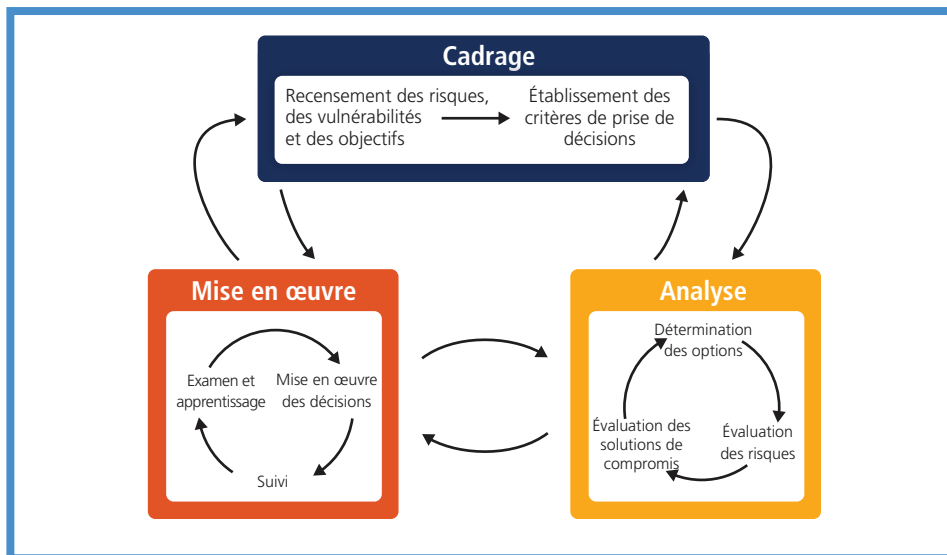 Cadrage
Recensement des risques,
des vulnérabilités
et des objectifs
Établissement des
critères de prise de
décisions
Mise en œuvre
Examen et
apprentissage
Mise en œuvre
des décisions
Suivi
Analyse
Détermination
des options
Évaluation des
solutions de
compromis
Évaluation
des risques